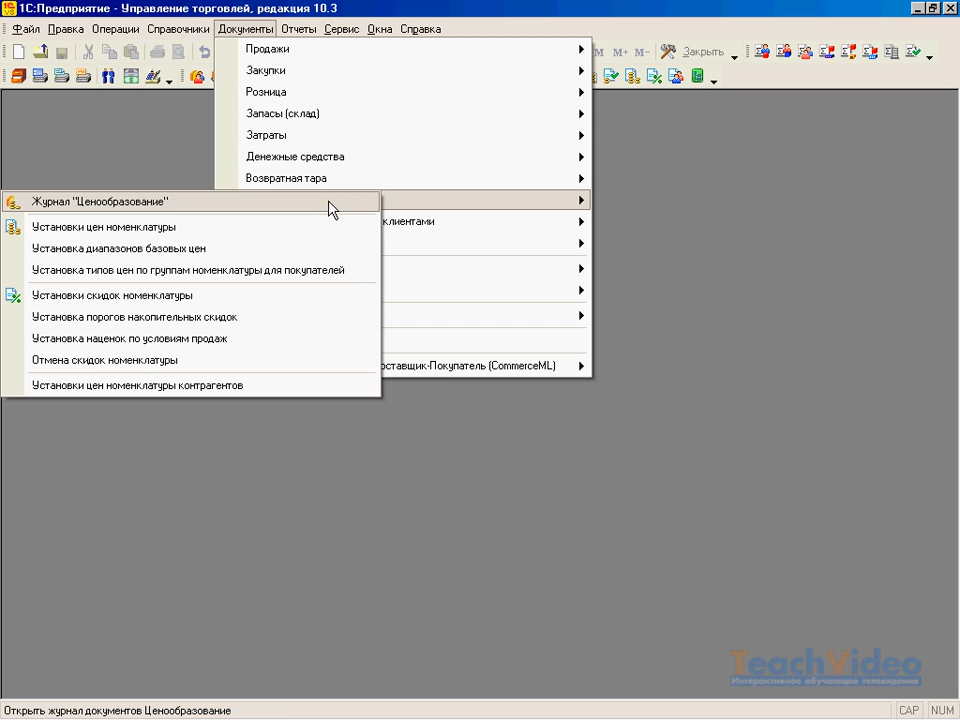 1С:Предприятие - Управление торговлей, редакция 10.3
Файл Правка Операции Справочники Документы Отчеты Сервис Окна Справка
M M+ M- Закрыть
Продажи
Закупки
Розница
Запасы (склад)
Затраты
Денежные средства
Возвратная тара
клиентами
оставщик-Покупатель (CommerceML)
Журнал "Ценообразование"
Установки цен номенклатуры
Установка диапазонов базовых цен
Установка типов цен по группам номенклатуры для покупателей
Установки скидок номенклатуры
Установка порогов накопительных скидок
Установка наценок по условиям продаж
Отмена скидок номенклатуры
Установки цен номенклатуры контрагентов
TeachVideo
Интерактивное обучающее телевидение
Открыть журнал документов Ценообразование
CAP NUM